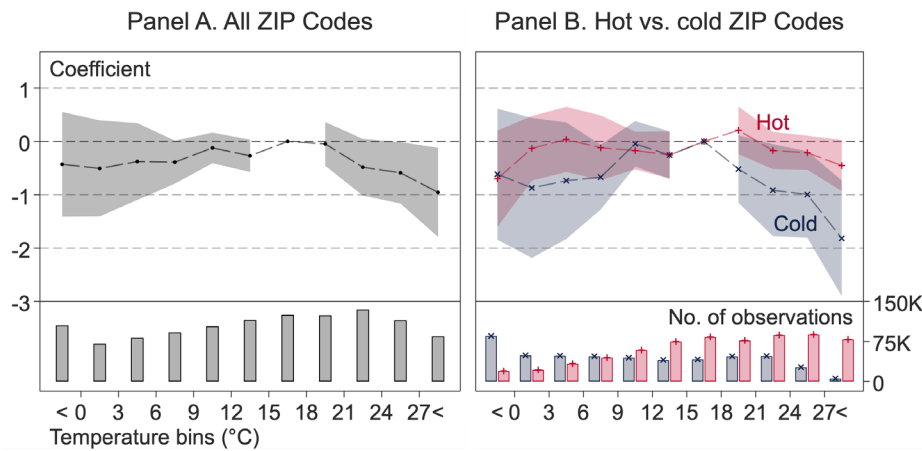 Panel A. All ZIP Codes
Panel B. Hot vs. cold ZIP Codes
Coefficient
1
0
-1
-2
-3
Hot
Cold
No. of observations
150K
75K
0
< 0 3 6 9 12 15 18 21 24 27<
< 0 3 6 9 12 15 18 21 24 27<
Temperature bins (°C)